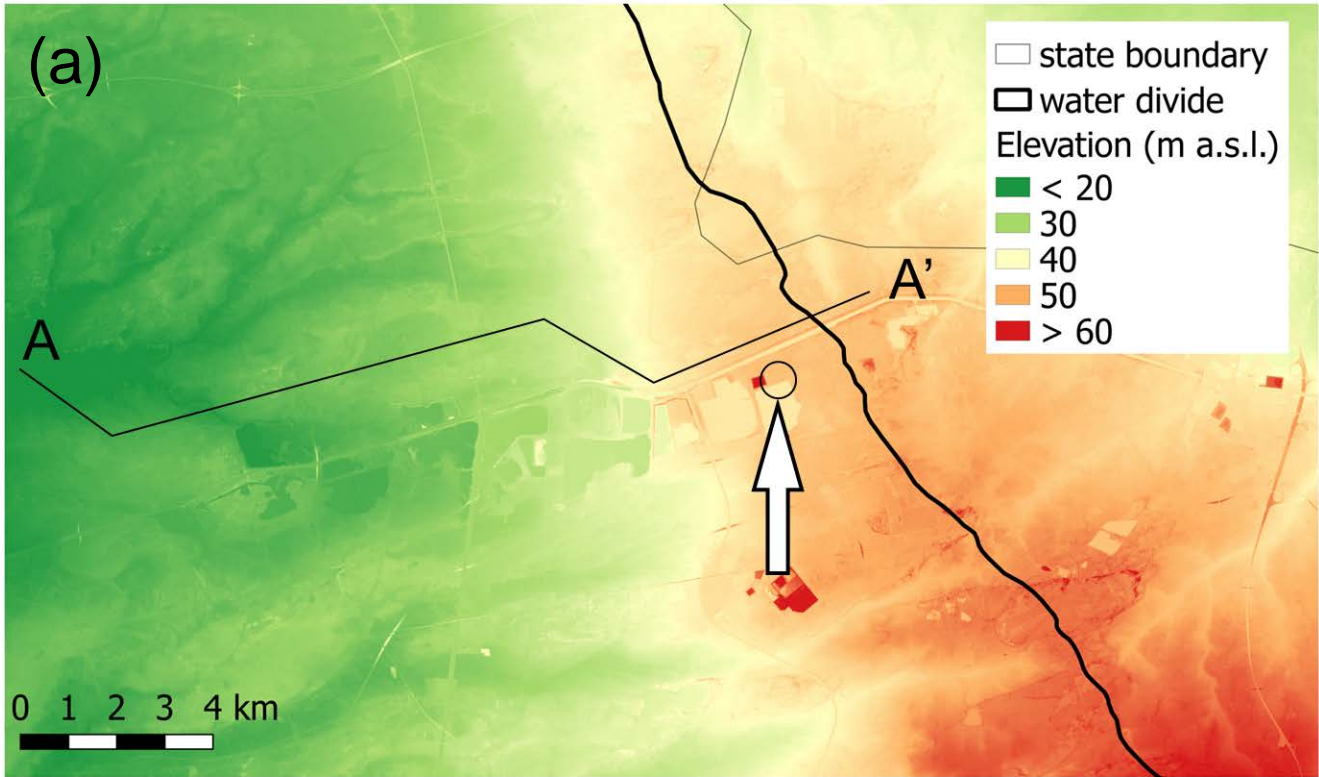 (a)
state boundary
water divide
Elevation (m a.s.l.)
< 20
30
40
50
> 60
A’
A
0 1 2 3 4 km